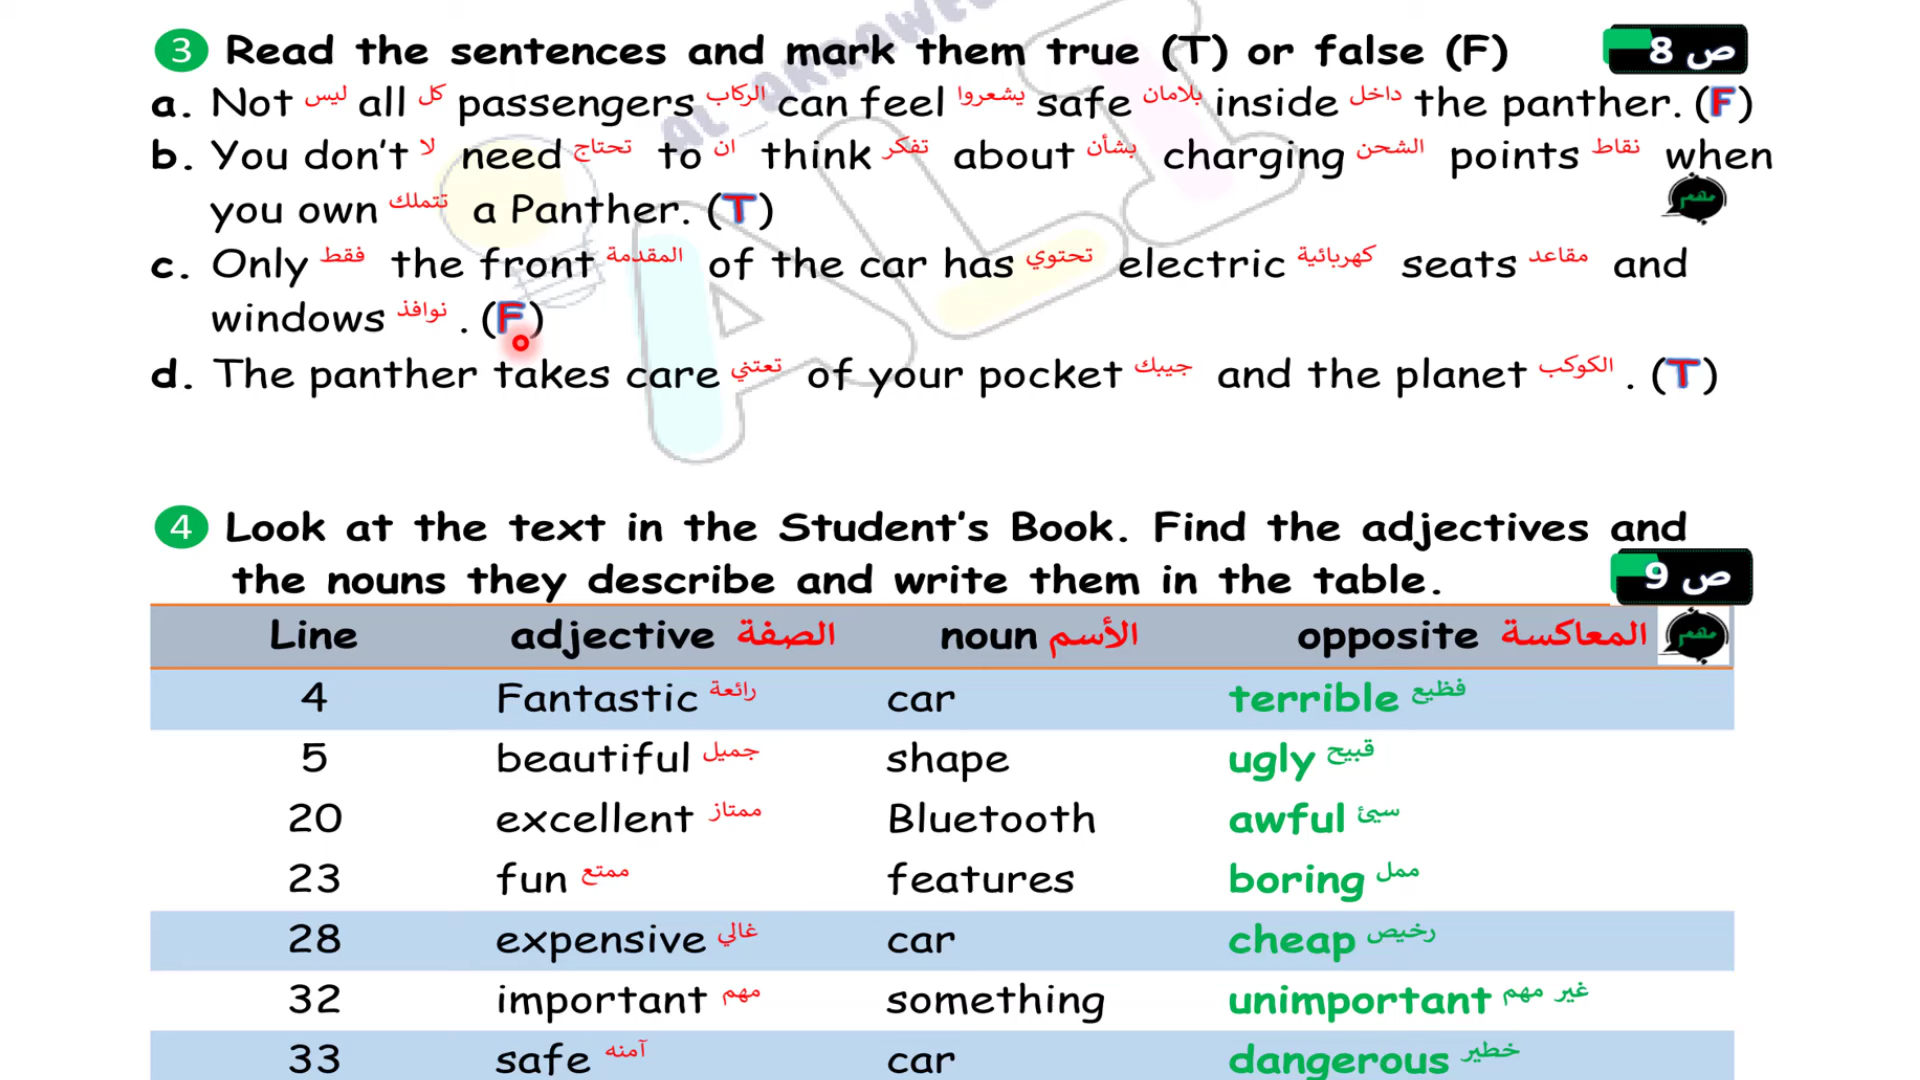 3 Read the sentences and mark them true (T) or false (F) ص 8
a. Not ليس all كل passengers الركاب can feel يشعروا safe بلامان inside داخل the panther. (F)
b. You don't لا need تحتاج to ان think تفكر about بشأن charging الشحن points نقاط when
you own تتملك a Panther. (T) مهم
c. Only فقط the front المقدمة of the car has تحتوي electric كهربائية seats مقاعد and
windows نوافذ . (F)
d. The panther takes care تعتني of your pocket جيبك and the planet الكوكب . (T)
4 Look at the text in the Student's Book. Find the adjectives and
the nouns they describe and write them in the table. ص 9
Line adjective الصفة noun الأسم opposite المعاكسة مهم
4 Fantastic رائعة car terrible فظيع
5 beautiful جميل shape ugly قبيح
20 excellent ممتاز Bluetooth awful سيئ
23 fun ممتع features boring ممل
28 expensive غالي car cheap رخيص
32 important مهم something unimportant غير مهم
33 safe آمنه car dangerous خطير